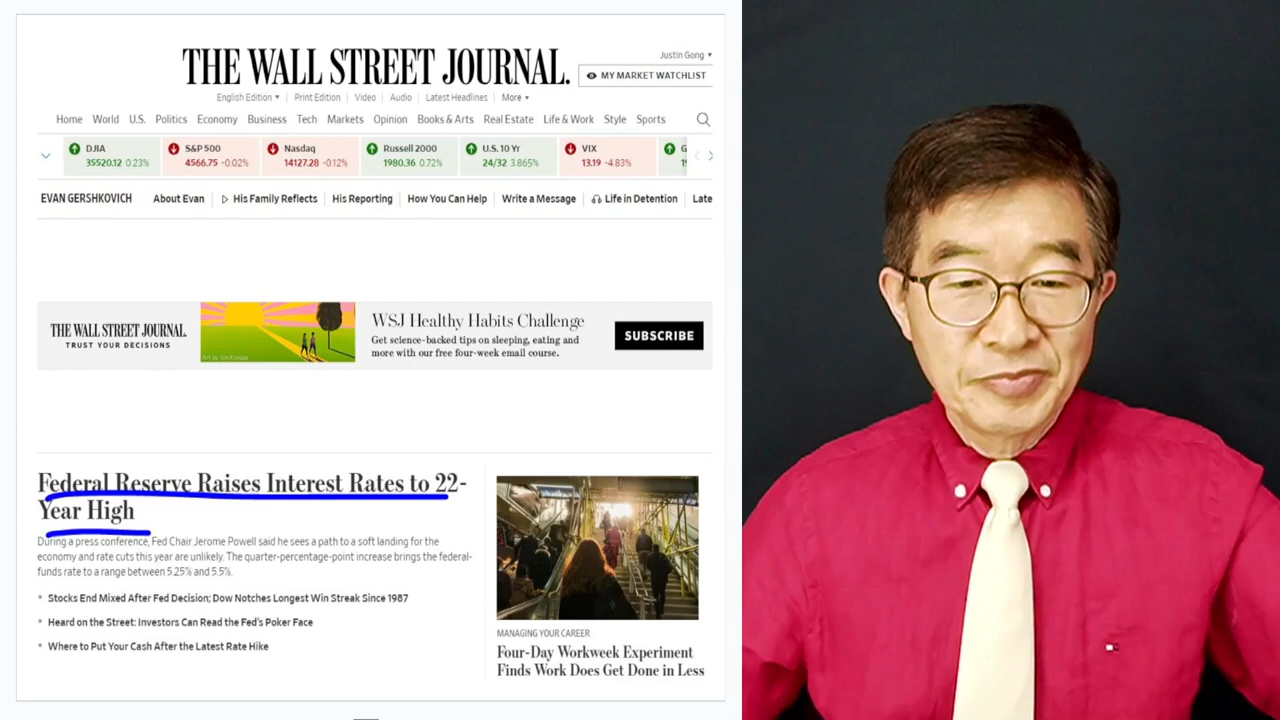 THE WALL STREET JOURNAL.
Justin Gong
MY MARKET WATCHLIST
English Edition Print Edition Video Audio Latest Headlines More
Home World U.S. Politics Economy Business Tech Markets Opinion Books & Arts Real Estate Life & Work Style Sports
DJIA
35520.12 0.23%
S&P 500
4566.75 -0.02%
Nasdaq
14127.28 -0.12%
Russell 2000
1980.36 0.72%
U.S. 10 Yr
24/32 3.865%
VIX
13.19 -4.83%
EVAN GERSHKOVICH About Evan His Family Reflects His Reporting How You Can Help Write a Message Life in Detention Late
THE WALL STREET JOURNAL.
TRUST YOUR DECISIONS
WSJ Healthy Habits Challenge
Get science-backed tips on sleeping, eating and
more with our free four-week email course.
SUBSCRIBE
Federal Reserve Raises Interest Rates to 22-
Year High
During a press conference, Fed Chair Jerome Powell said he sees a path to a soft landing for the
economy and rate cuts this year are unlikely. The quarter-percentage-point increase brings the federal-
funds rate to a range between 5.25% and 5.5%.
Stocks End Mixed After Fed Decision; Dow Notches Longest Win Streak Since 1987
Heard on the Street: Investors Can Read the Fed's Poker Face
Where to Put Your Cash After the Latest Rate Hike
MANAGING YOUR CAREER
Four-Day Workweek Experiment
Finds Work Does Get Done in Less